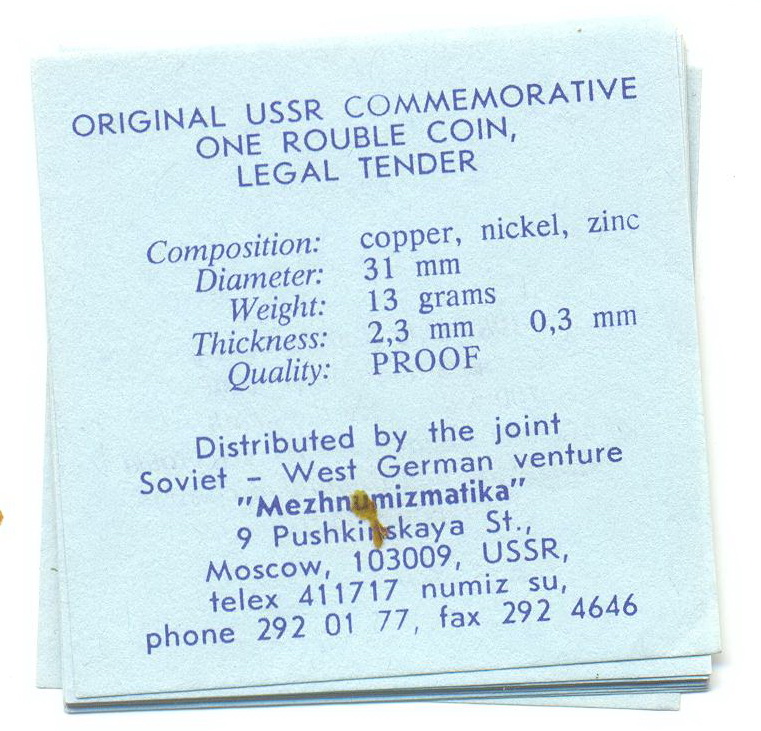 ORIGINAL USSR COMMEMORATIVE
ONE ROUBLE COIN,
LEGAL TENDER
Composition: copper, nickel, zinc
Diameter: 31 mm
Weight: 13 grams
Thickness: 2,3 mm 0,3 mm
Quality: PROOF
Distributed by the joint
Soviet – West German venture
"Mezhnumizmatika"
9 Pushkinskaya St.,
Moscow, 103009, USSR,
telex 411717 numiz su,
phone 292 01 77, fax 292 4646